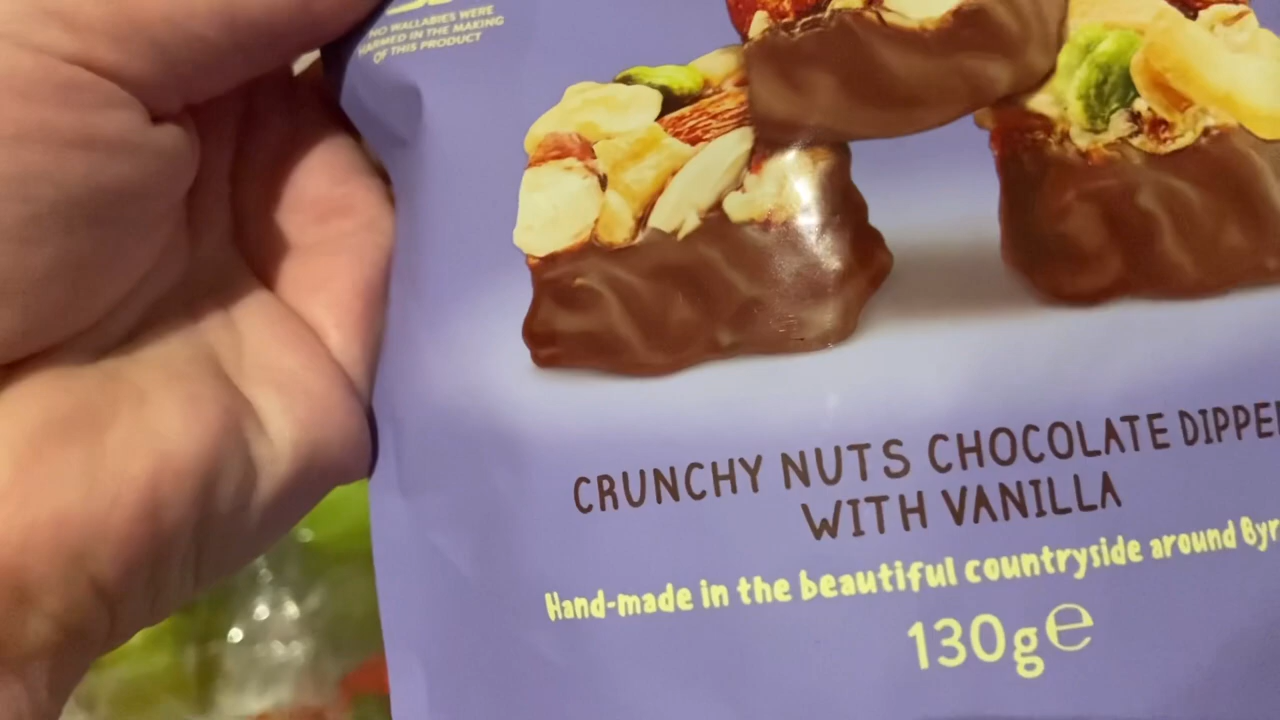 NO WALLABIES WERE
HARMED IN THE MAKING
OF THIS PRODUCT
CRUNCHY NUTS CHOCOLATE DIPPE
WITH VANILLA
Hand-made in the beautiful countryside around Byr
130g℮